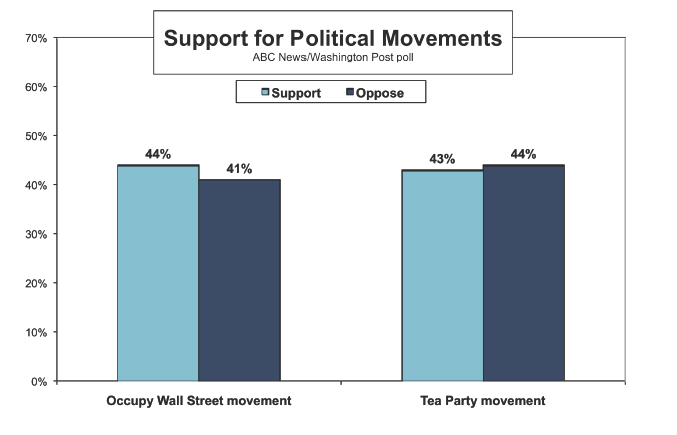 Support for Political Movements
ABC News/Washington Post poll
Support Oppose
70%
60%
50%
40%
30%
20%
10%
0%
44%
41%
43%
44%
Occupy Wall Street movement
Tea Party movement